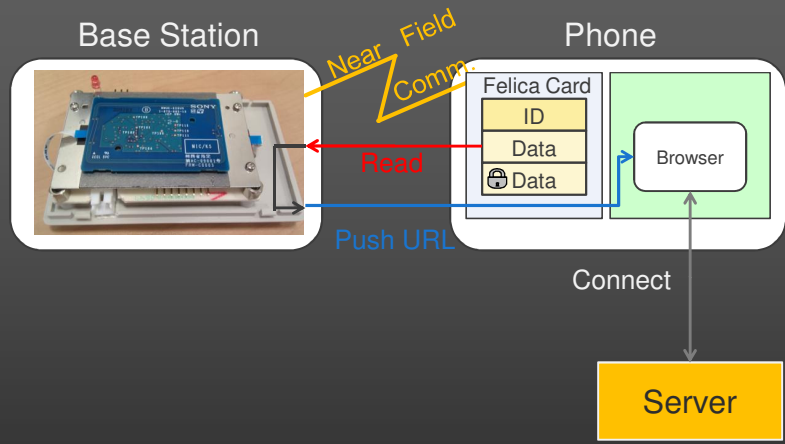 Base Station
Phone
Near Field
Comm.
SONY
Felica Card
ID
Data
Data
Read
Browser
Push URL
Connect
Server